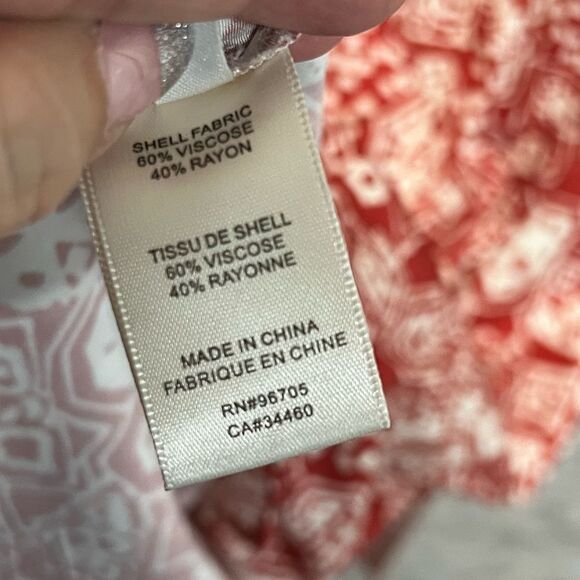 SHELL FABRIC
60% VISCOSE
40% RAYON
TISSU DE SHELL
60% VISCOSE
40% RAYONNE
MADE IN CHINA
FABRIQUE EN CHINE
RN#96705
CA#34460